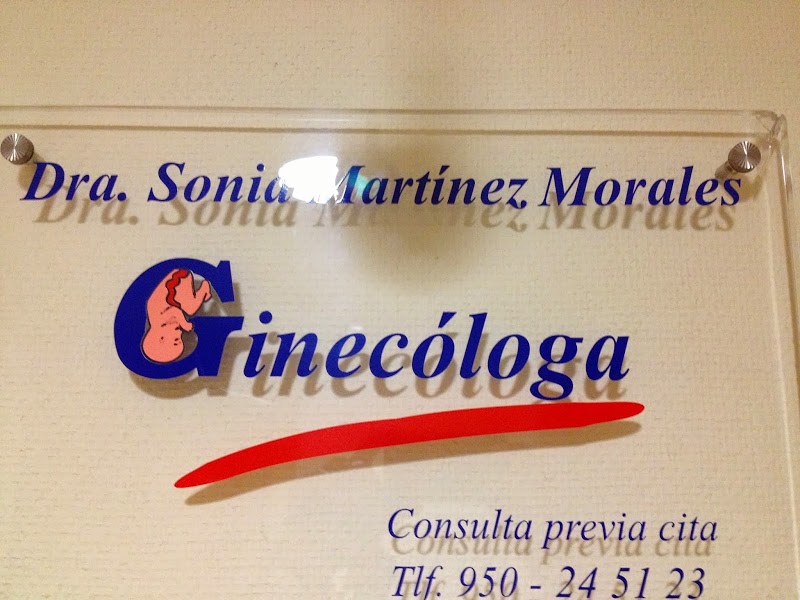 Dra. Sonia Martínez Morales
Ginecóloga
Consulta previa cita
Tlf. 950 - 24 51 23